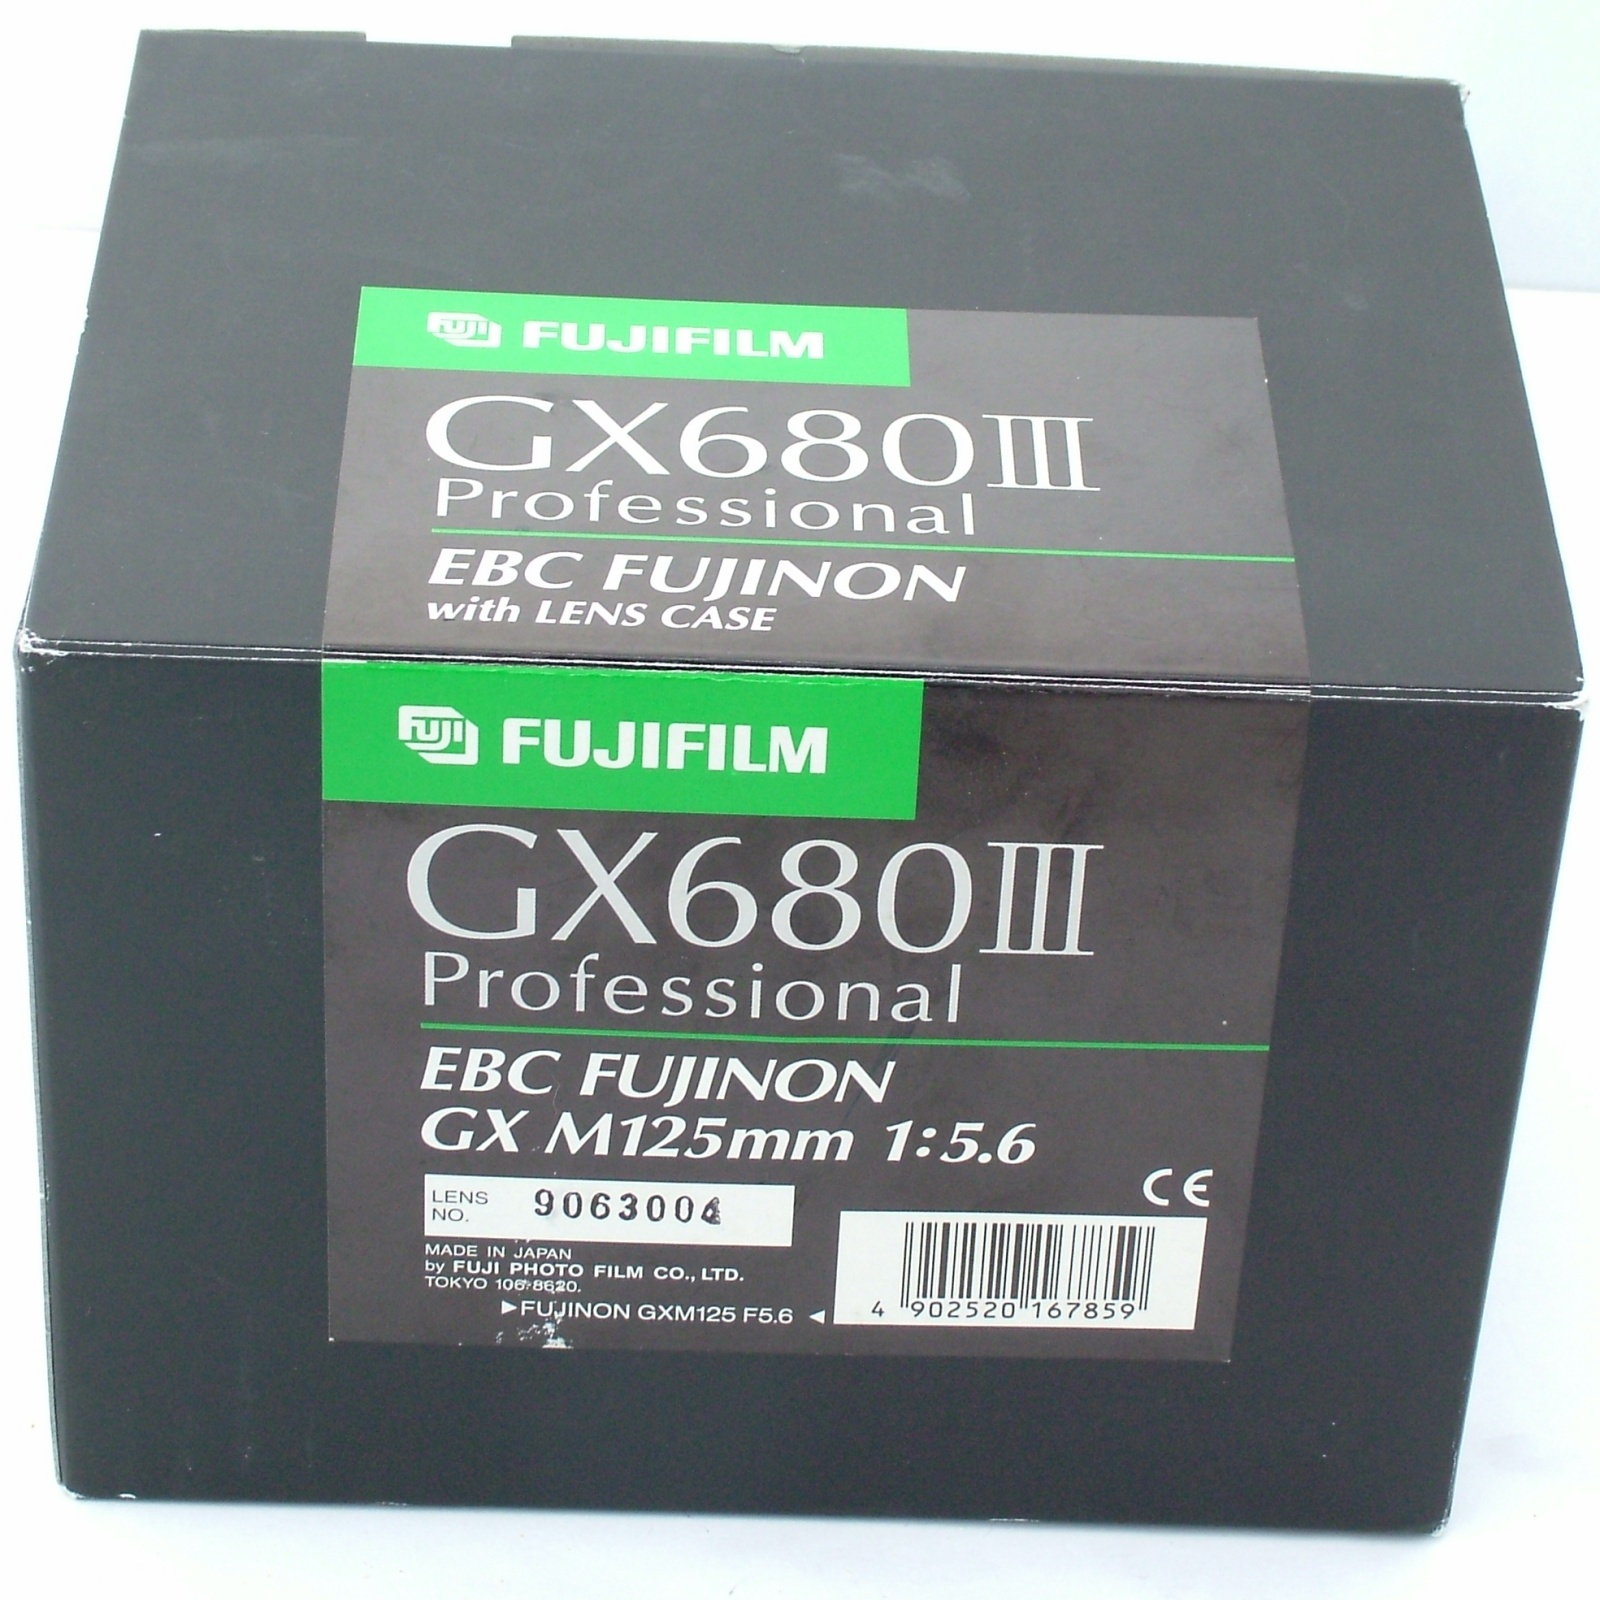 FUJI FUJIFILM
GX680III
Professional
EBC FUJINON
with LENS CASE
FUJI FUJIFILM
GX680III
Professional
EBC FUJINON
GX M125mm 1:5.6
CE
LENS
NO. 9063004
MADE IN JAPAN
by FUJI PHOTO FILM CO., LTD.
TOKYO 106-8620.
▶FUJINON GXM125 F5.6 ◀
4 902520 167859